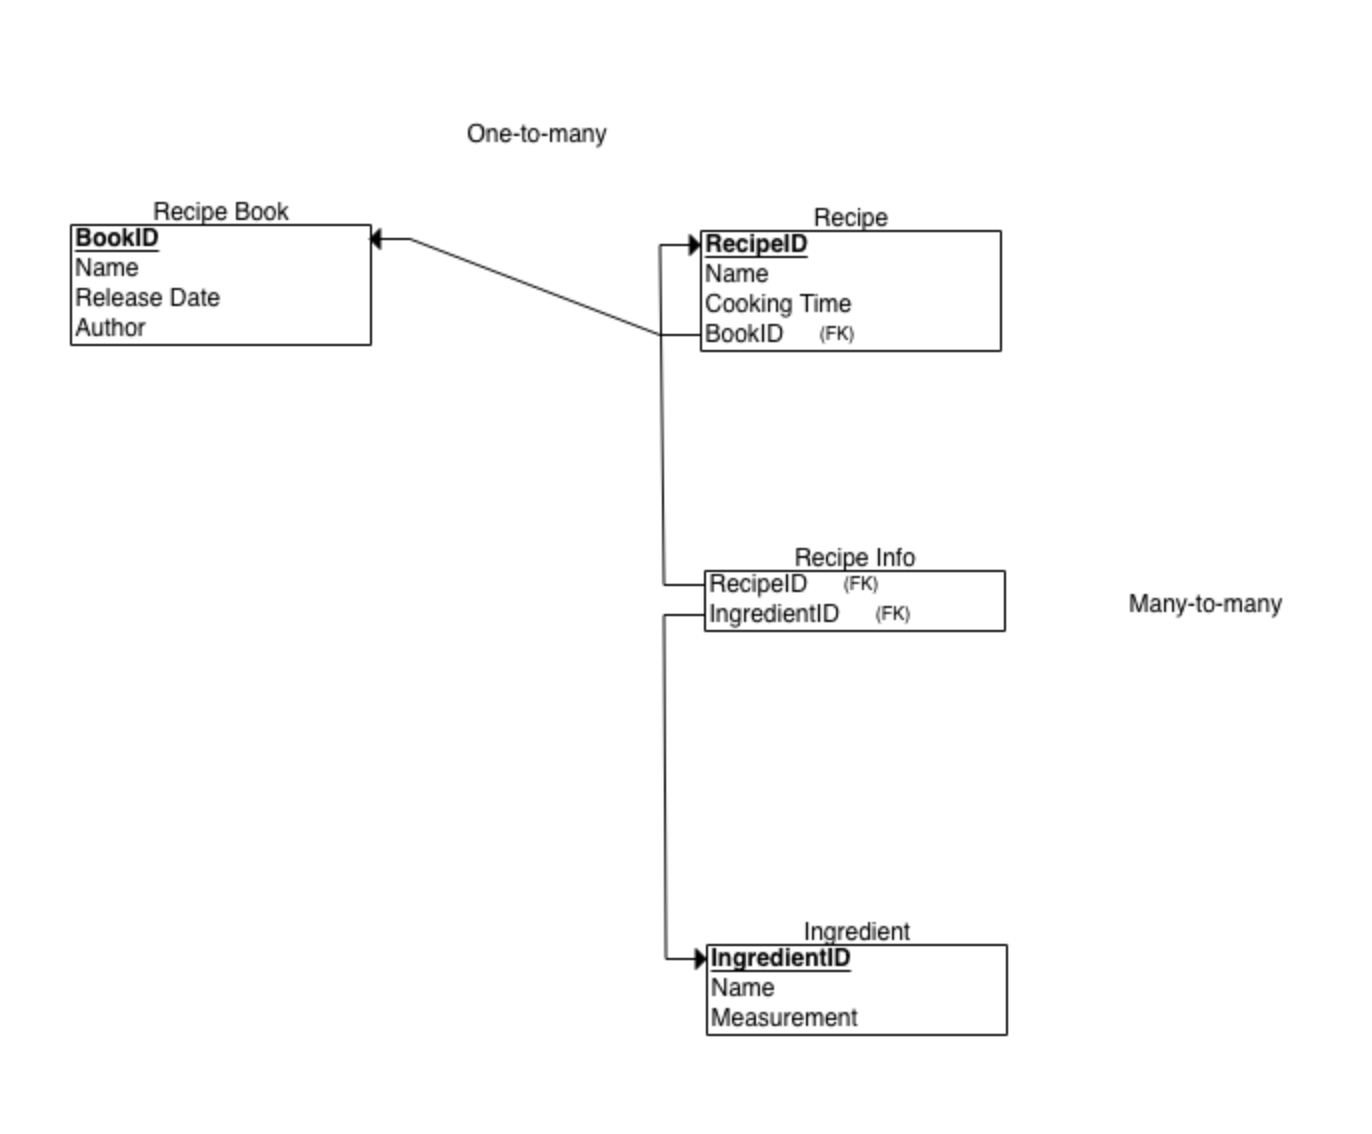 One-to-many
Recipe Book
BookID
Name
Release Date
Author
Recipe
RecipeID
Name
Cooking Time
BookID (FK)
Recipe Info
RecipeID (FK)
IngredientID (FK)
Many-to-many
Ingredient
IngredientID
Name
Measurement